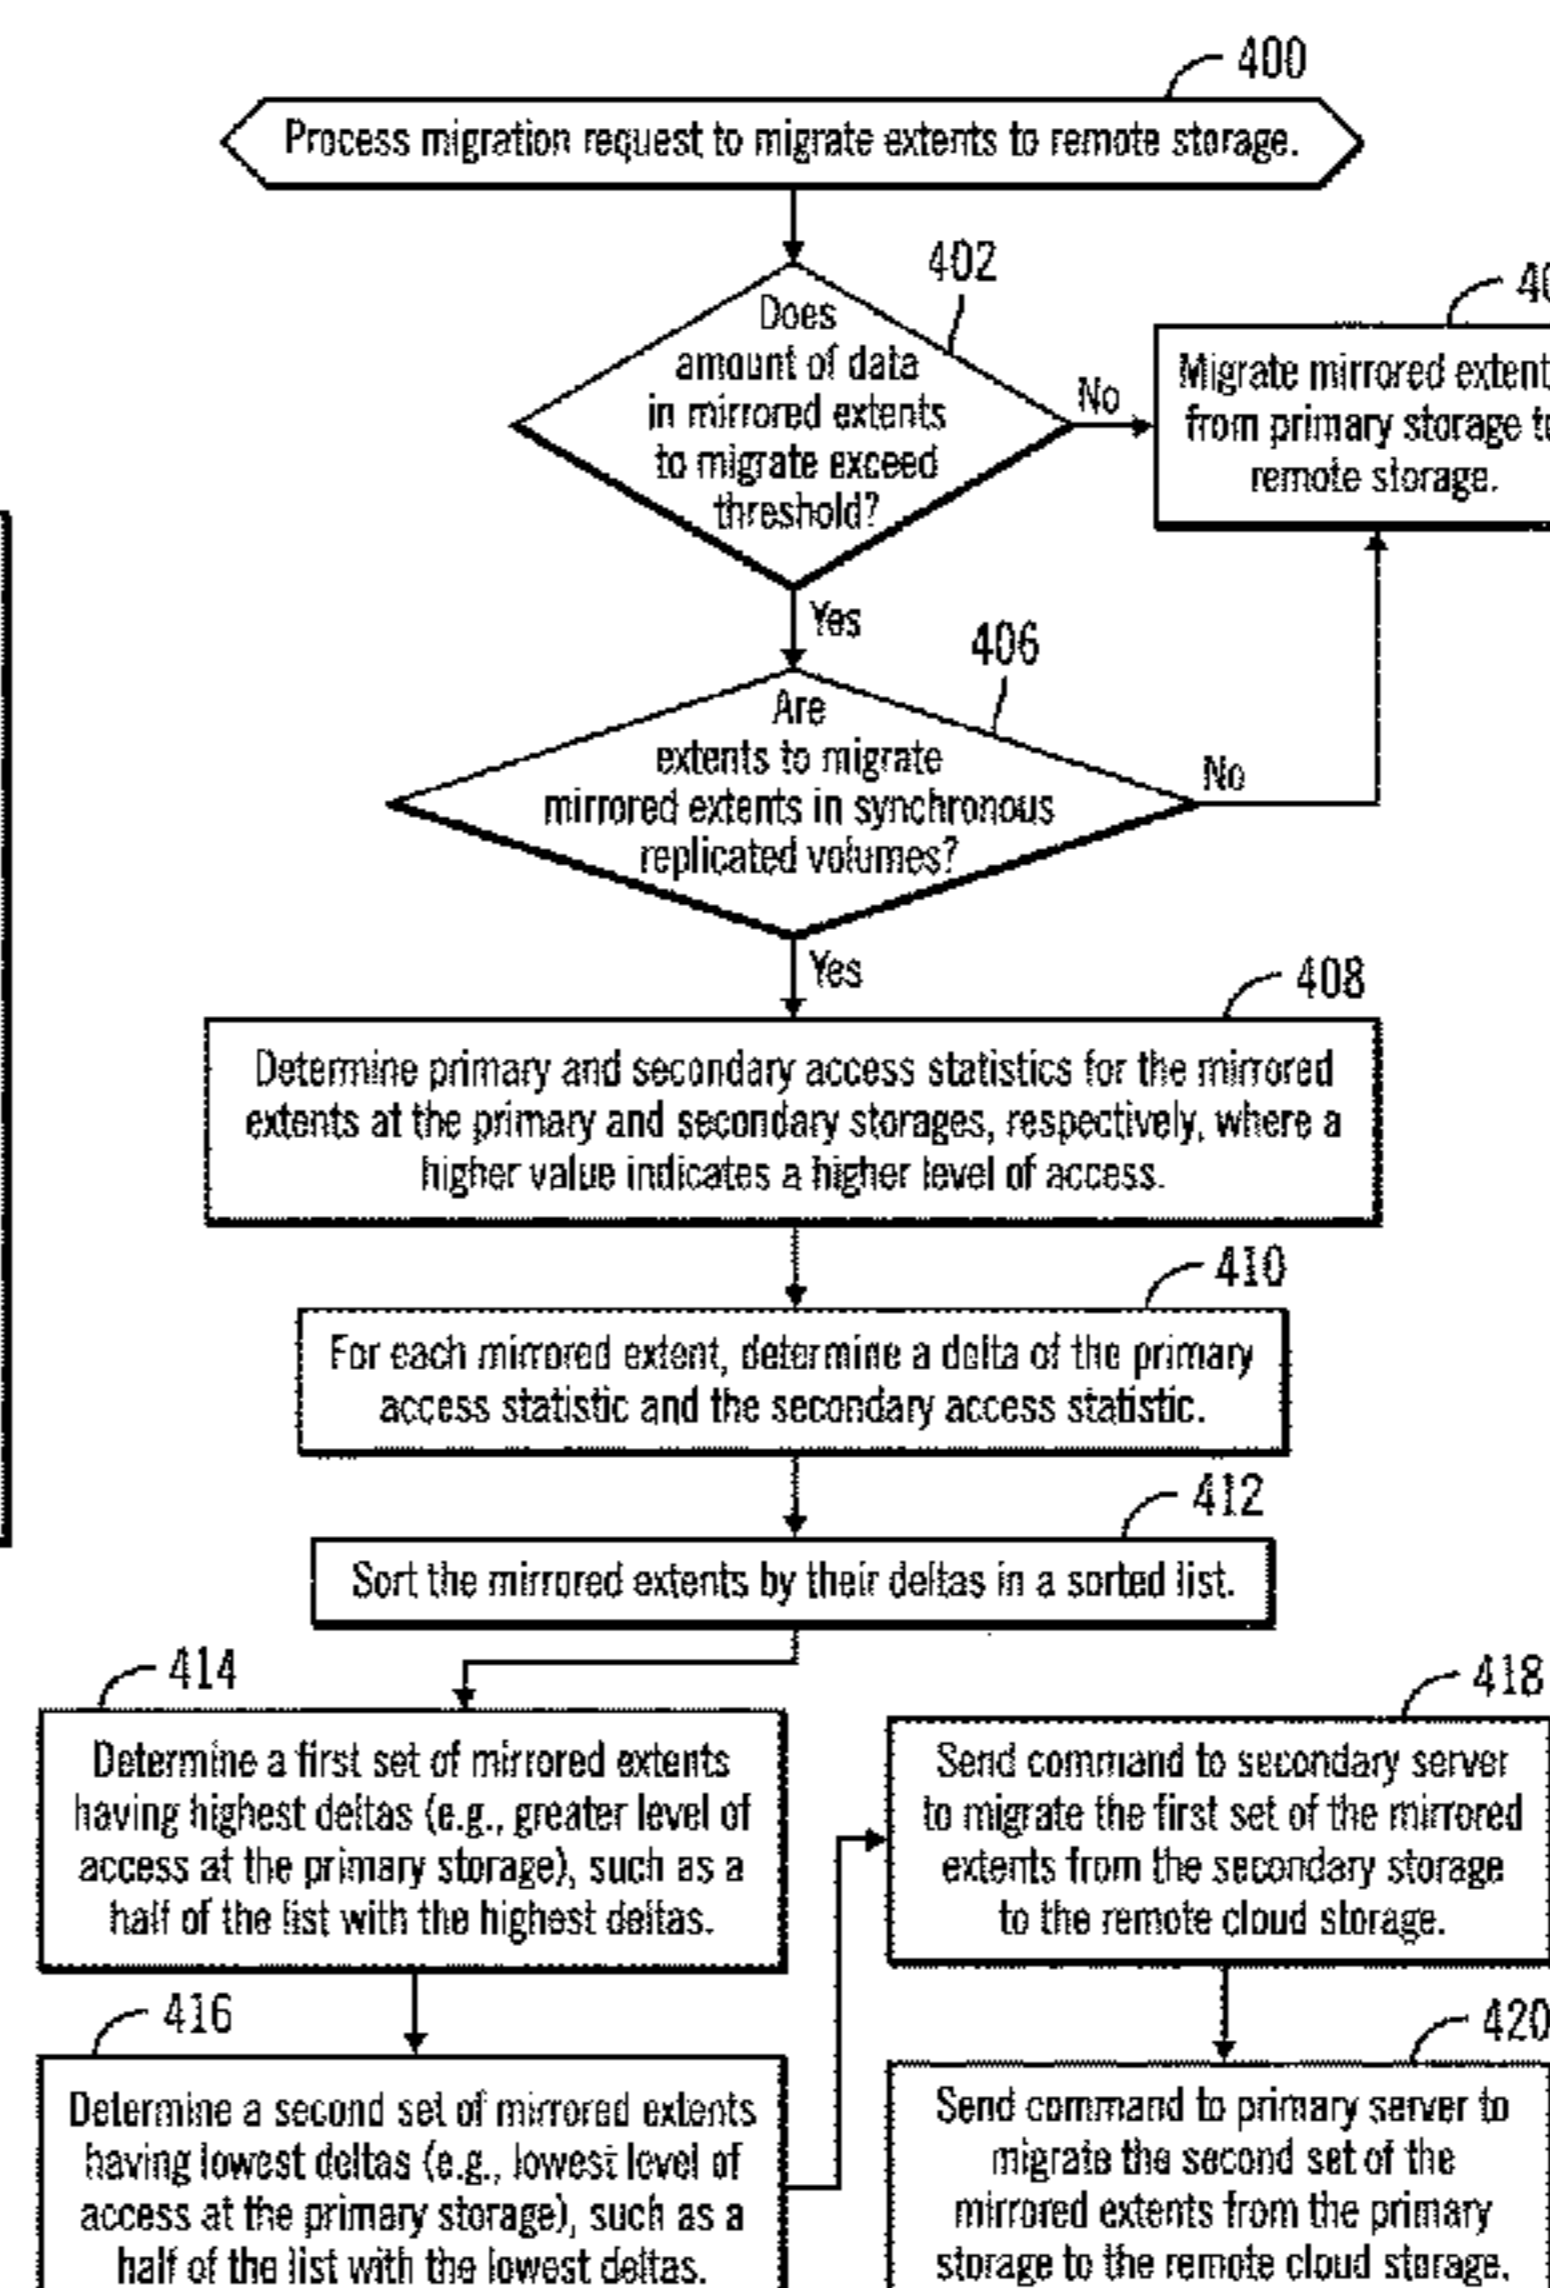 400
Process migration request to migrate extents to remote storage.
402
Does
amount of data
in mirrored extents
to migrate exceed
threshold?
No
Migrate mirrored extent
from primary storage
remote storage.
Yes
406
Are
extents to migrate
mirrored extents in synchronous
replicated volumes?
No
Yes
408
Determine primary and secondary access statistics for the mirrored
extents at the primary and secondary storages, respectively, where a
higher value indicates a higher level of access.
410
For each mirrored extent, determine a delta of the primary
access statistic and the secondary access statistic.
412
Sort the mirrored extents by their deltas in a sorted list.
414
Determine a first set of mirrored extents
having highest deltas (e.g., greater level of
access at the primary storage), such as a
half of the list with the highest deltas.
416
Determine a second set of mirrored extents
having lowest deltas (e.g., lowest level of
access at the primary storage), such as a
half of the list with the lowest deltas.
418
Send command to secondary server
to migrate the first set of the mirrored
extents from the secondary storage
to the remote cloud storage.
420
Send command to primary server to
migrate the second set of the
mirrored extents from the primary
storage to the remote cloud storage.